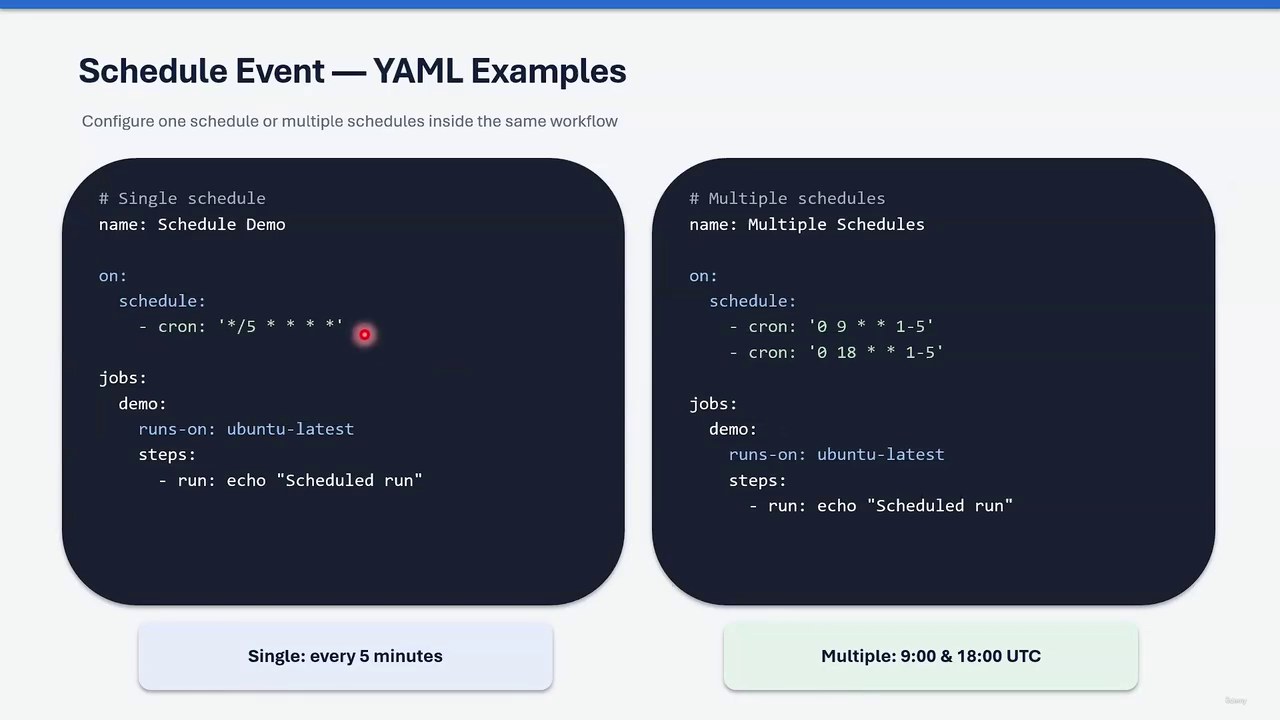 Schedule Event — YAML Examples
Configure one schedule or multiple schedules inside the same workflow
# Single schedule
name: Schedule Demo
on:
  schedule:
    - cron: '*/5 * * * *'
jobs:
  demo:
    runs-on: ubuntu-latest
    steps:
      - run: echo "Scheduled run"
# Multiple schedules
name: Multiple Schedules
on:
  schedule:
    - cron: '0 9 * * 1-5'
    - cron: '0 18 * * 1-5'
jobs:
  demo:
    runs-on: ubuntu-latest
    steps:
      - run: echo "Scheduled run"
Single: every 5 minutes
Multiple: 9:00 & 18:00 UTC
Udemy